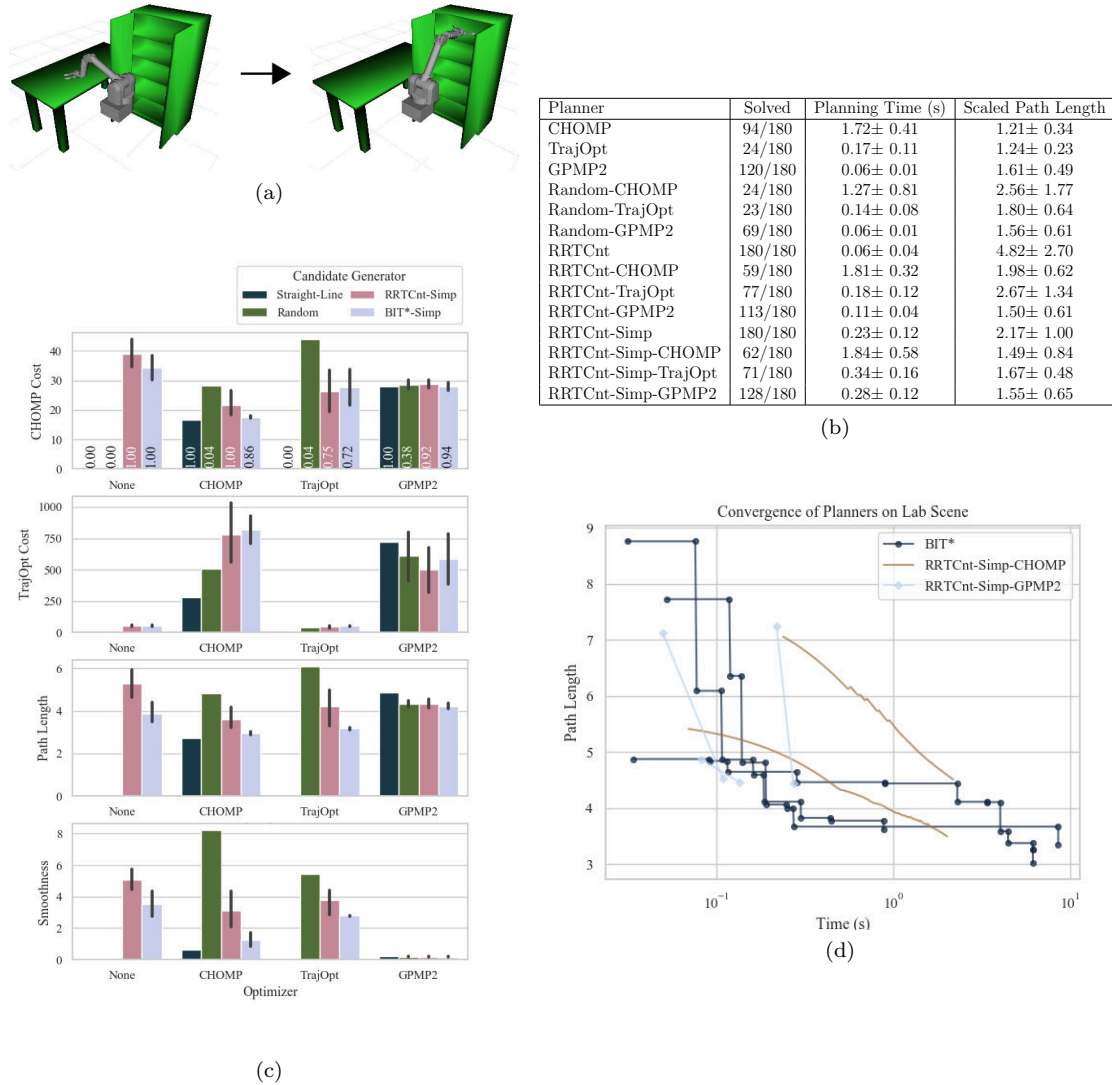 (a)
Planner Solved Planning Time (s) Scaled Path Length
CHOMP 94/180 1.72± 0.41 1.21± 0.34
TrajOpt 24/180 0.17± 0.11 1.24± 0.23
GPMP2 120/180 0.06± 0.01 1.61± 0.49
Random-CHOMP 24/180 1.27± 0.81 2.56± 1.77
Random-TrajOpt 23/180 0.14± 0.08 1.80± 0.64
Random-GPMP2 69/180 0.06± 0.01 1.56± 0.61
RRTCnt 180/180 0.06± 0.04 4.82± 2.70
RRTCnt-CHOMP 59/180 1.81± 0.32 1.98± 0.62
RRTCnt-TrajOpt 77/180 0.18± 0.12 2.67± 1.34
RRTCnt-GPMP2 113/180 0.11± 0.04 1.50± 0.61
RRTCnt-Simp 180/180 0.23± 0.12 2.17± 1.00
RRTCnt-Simp-CHOMP 62/180 1.84± 0.58 1.49± 0.84
RRTCnt-Simp-TrajOpt 71/180 0.34± 0.16 1.67± 0.48
RRTCnt-Simp-GPMP2 128/180 0.28± 0.12 1.55± 0.65
(b)
Candidate Generator
Straight-Line RRTCnt-Simp
Random BIT*-Simp
CHOMP Cost
40
30
20
10
0
0.00 0.00 1.00 1.00 1.00 0.04 1.00 0.86 0.00 0.04 0.75 0.72 1.00 0.38 0.92 0.94
None CHOMP TrajOpt GPMP2
TrajOpt Cost
1000
750
500
250
0
None CHOMP TrajOpt GPMP2
Path Length
6
4
2
0
None CHOMP TrajOpt GPMP2
Smoothness
8
6
4
2
0
None CHOMP TrajOpt GPMP2
Optimizer
(c)
Convergence of Planners on Lab Scene
BIT*
RRTCnt-Simp-CHOMP
RRTCnt-Simp-GPMP2
Path Length
9
8
7
6
5
4
3
10⁻¹ 10⁰ 10¹
Time (s)
(d)